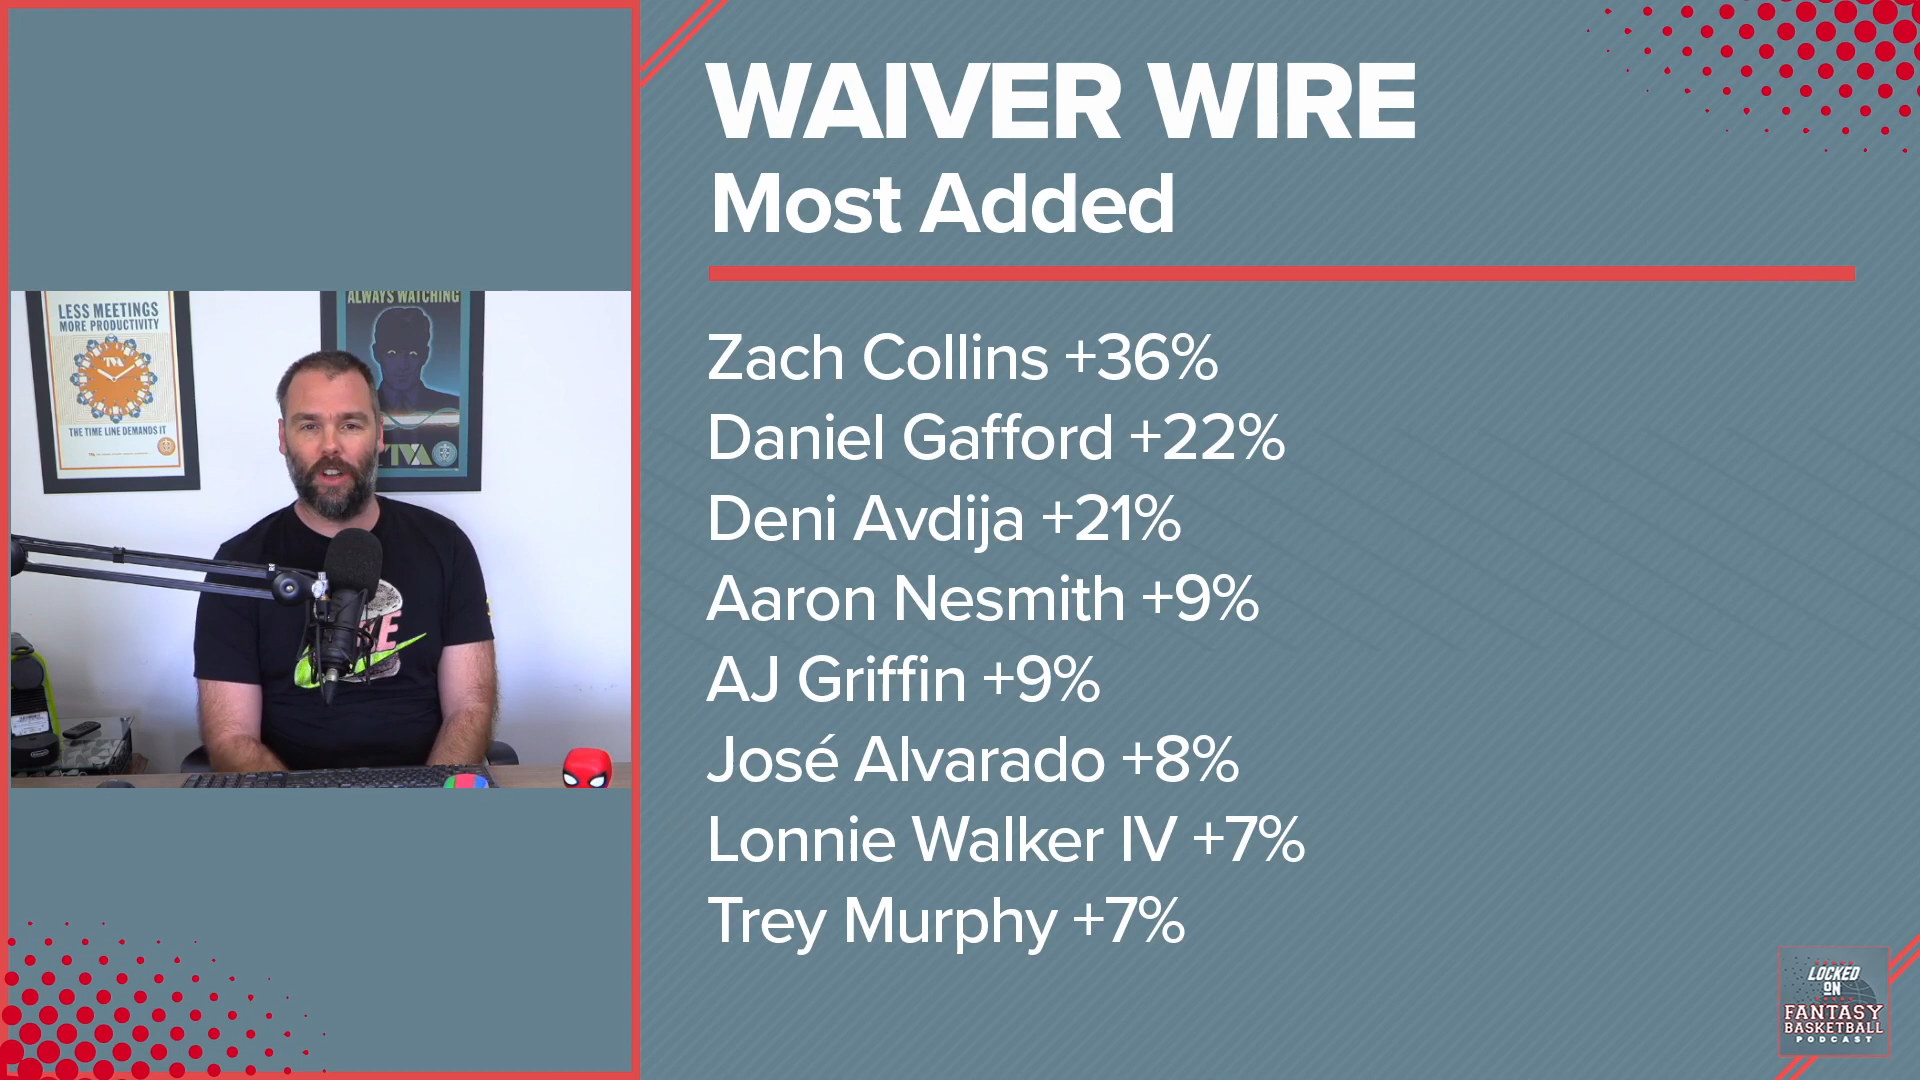 WAIVER WIRE
Most Added
Zach Collins +36%
Daniel Gafford +22%
Deni Avdija +21%
Aaron Nesmith +9%
AJ Griffin +9%
José Alvarado +8%
Lonnie Walker IV +7%
Trey Murphy +7%
LESS MEETINGS
MORE PRODUCTIVITY
TVA
THE TIME LINE DEMANDS IT
ALWAYS WATCHING
TVA
LOCKED
ON
FANTASY
BASKETBALL
PODCAST